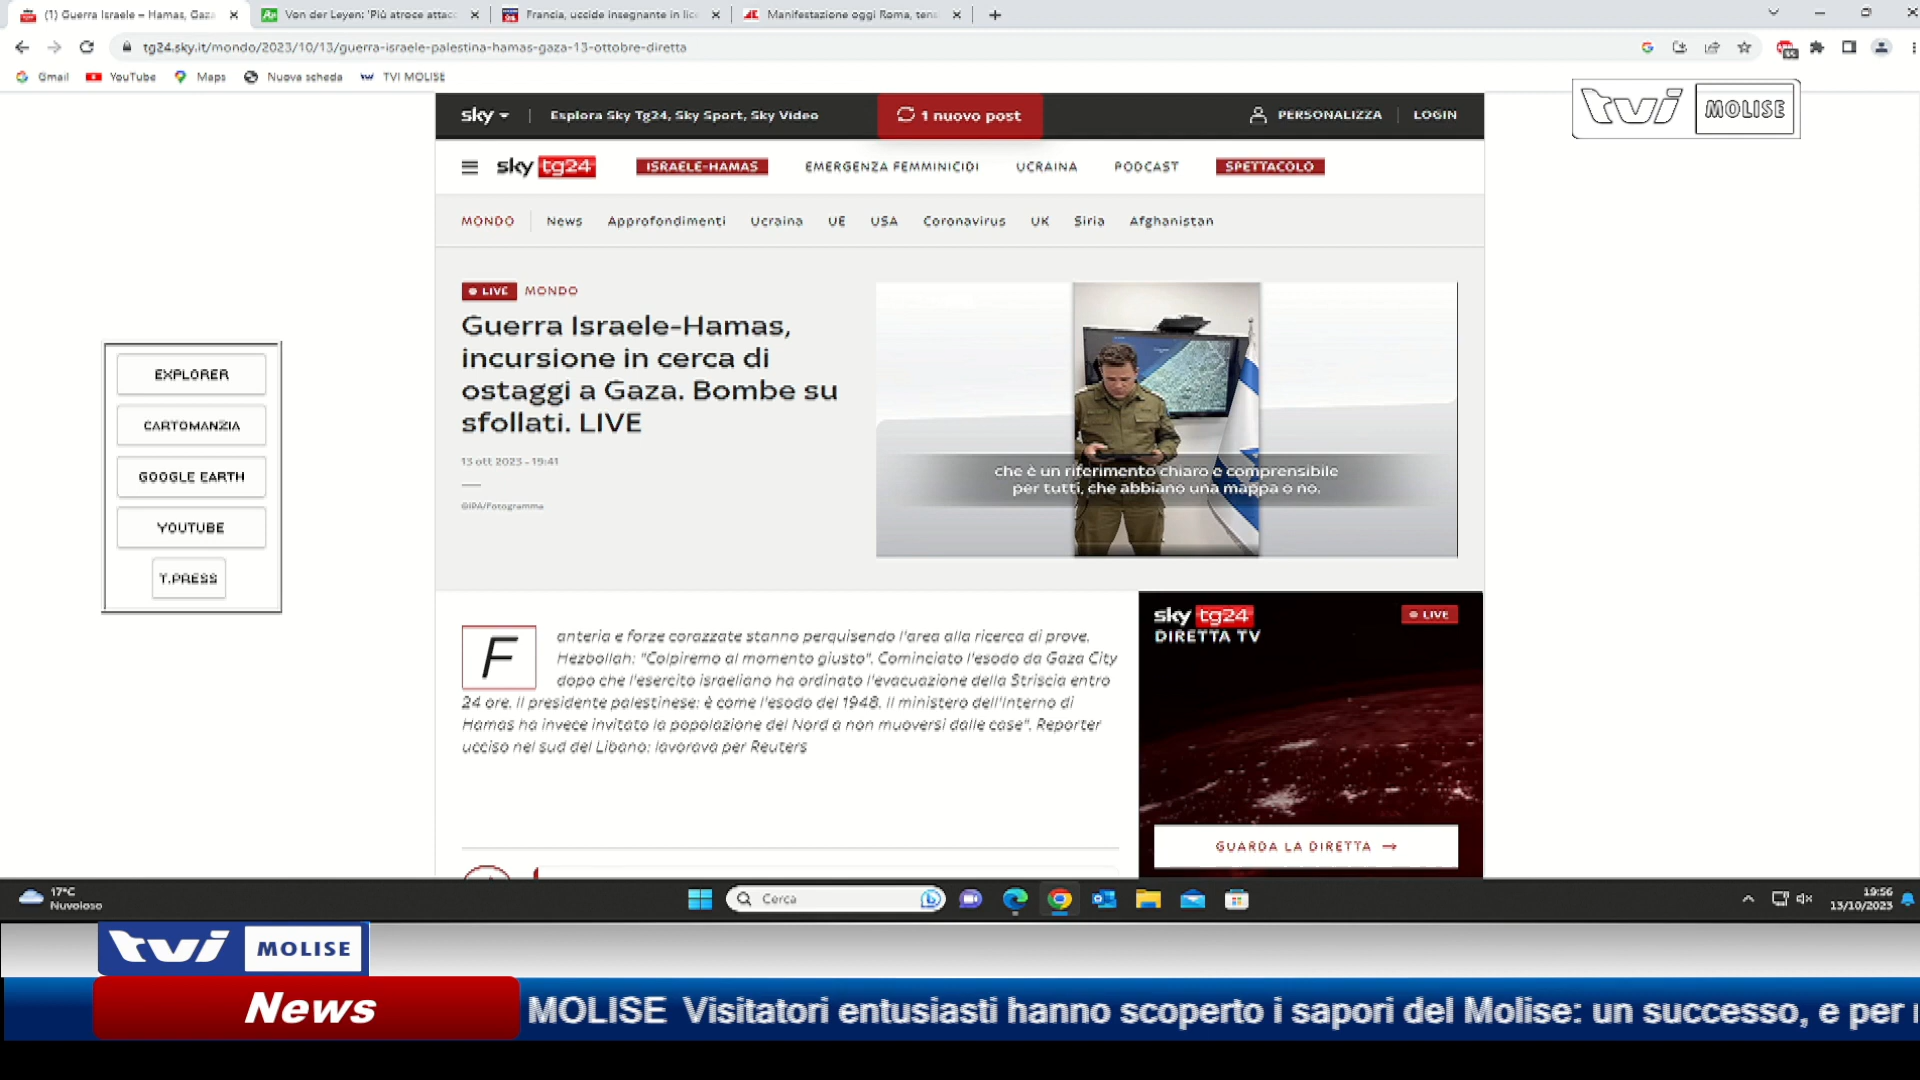 (1) Guerra Israele – Hamas, Gaza
Von der Leyen: 'Più atroce attacc
Francia, uccide insegnante in lice
Manifestazione oggi Roma, tens
tg24.sky.it/mondo/2023/10/13/guerra-israele-palestina-hamas-gaza-13-ottobre-diretta
Gmail YouTube Maps Nuova scheda TVI MOLISE
tvi MOLISE
sky | Esplora Sky Tg24, Sky Sport, Sky Video 1 nuovo post PERSONALIZZA | LOGIN
sky tg24 ISRAELE-HAMAS EMERGENZA FEMMINICIDI UCRAINA PODCAST SPETTACOLO
MONDO News Approfondimenti Ucraina UE USA Coronavirus UK Siria Afghanistan
LIVE MONDO
Guerra Israele-Hamas,
incursione in cerca di
ostaggi a Gaza. Bombe su
sfollati. LIVE
13 ott 2023 - 19:41
©IPA/Fotogramma
che è un riferimento chiaro e comprensibile
per tutti, che abbiano una mappa o no.
EXPLORER
CARTOMANZIA
GOOGLE EARTH
YOUTUBE
T.PRESS
Fanteria e forze corazzate stanno perquisendo l'area alla ricerca di prove.
Hezbollah: "Colpiremo al momento giusto". Cominciato l'esodo da Gaza City
dopo che l'esercito israeliano ha ordinato l'evacuazione della Striscia entro
24 ore. Il presidente palestinese: è come l'esodo del 1948. Il ministero dell'Interno di
Hamas ha invece invitato la popolazione del Nord a non muoversi dalle case". Reporter
ucciso nel sud del Libano: lavorava per Reuters
sky tg24 LIVE
DIRETTA TV
GUARDA LA DIRETTA →
17°C
Nuvoloso
Cerca
19:56
13/10/2023
tvi MOLISE
News
MOLISE Visitatori entusiasti hanno scoperto i sapori del Molise: un successo, e per